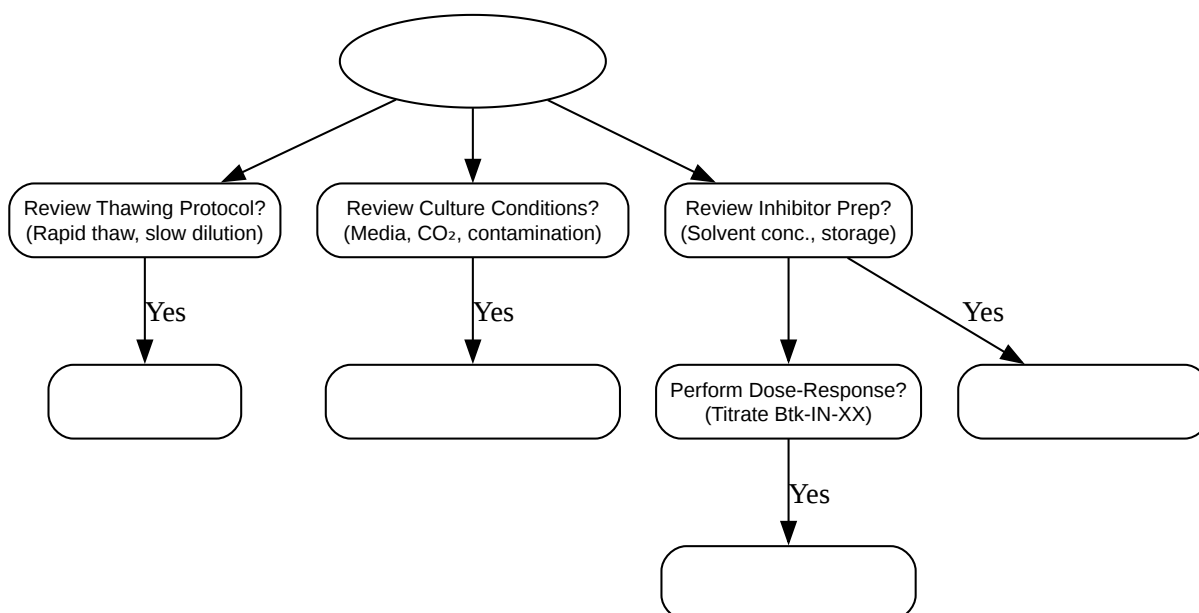 Review Thawing Protocol?
(Rapid thaw, slow dilution)
Review Culture Conditions?
(Media, CO₂, contamination)
Review Inhibitor Prep?
(Solvent conc., storage)
Yes
Yes
Yes
Perform Dose-Response?
(Titrate Btk-IN-XX)
Yes